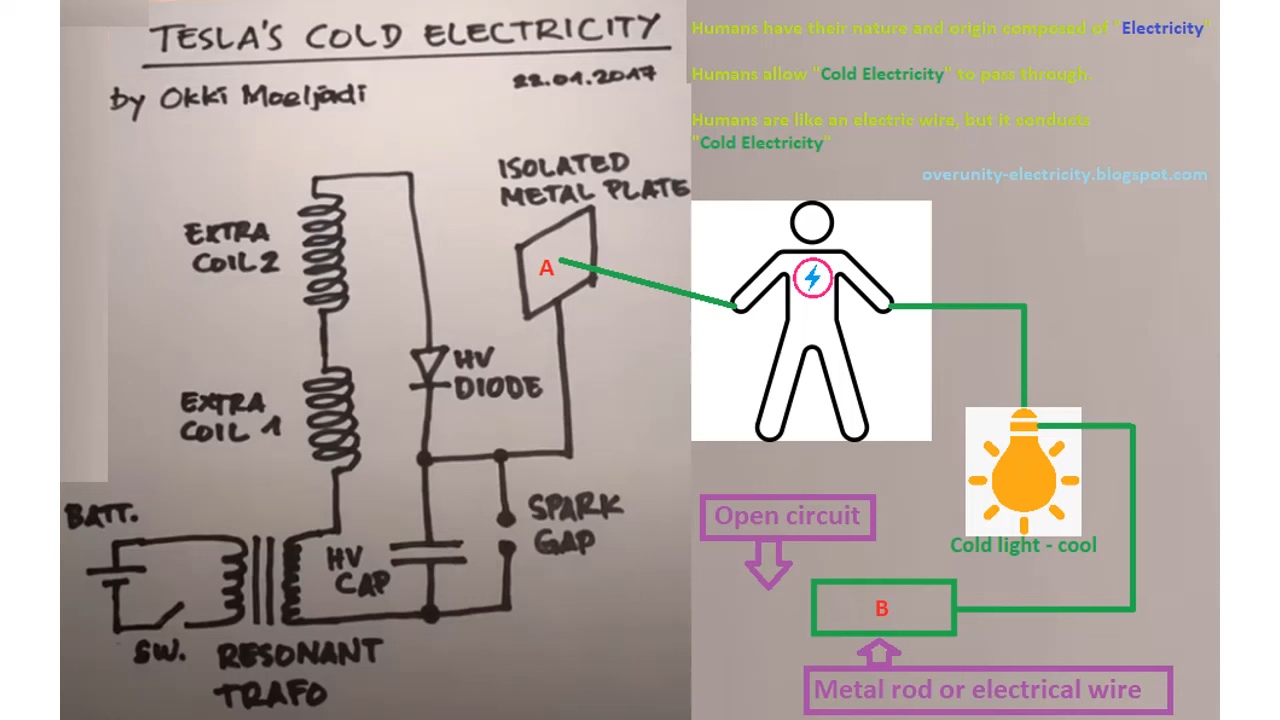 TESLA'S COLD ELECTRICITY
22.01.2017
by Okki Moeljadi
ISOLATED
METAL PLATE
EXTRA
COIL 2
A
HV
DIODE
EXTRA
COIL 1
BATT.
SPARK
GAP
HV
CAP
SW.
RESONANT
TRAFO
Humans have their nature and origin composed of "Electricity"
Humans allow "Cold Electricity" to pass through.
Humans are like an electric wire, but it conducts
"Cold Electricity"
overunity-electricity.blogspot.com
Open circuit
Cold light - cool
B
Metal rod or electrical wire